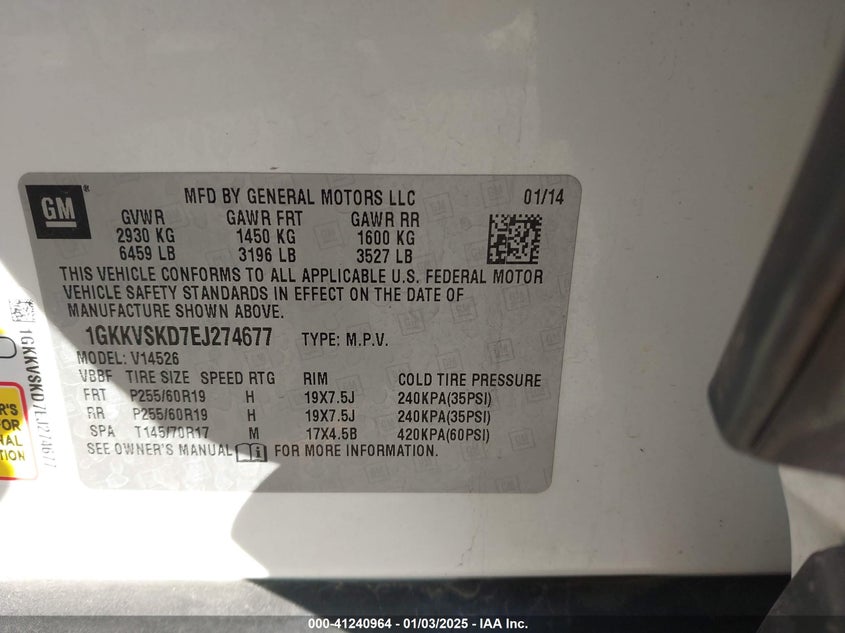 GM
®
MFD BY GENERAL MOTORS LLC 01/14
GVWR GAWR FRT GAWR RR
2930 KG 1450 KG 1600 KG
6459 LB 3196 LB 3527 LB
THIS VEHICLE CONFORMS TO ALL APPLICABLE U.S. FEDERAL MOTOR
VEHICLE SAFETY STANDARDS IN EFFECT ON THE DATE OF
MANUFACTURE SHOWN ABOVE.
1GKKVSKD7EJ274677 TYPE: M.P.V.
MODEL: V14526
VBBF TIRE SIZE SPEED RTG RIM COLD TIRE PRESSURE
FRT P255/60R19 H 19X7.5J 240KPA(35PSI)
RR P255/60R19 H 19X7.5J 240KPA(35PSI)
SPA T145/70R17 M 17X4.5B 420KPA(60PSI)
SEE OWNER'S MANUAL FOR MORE INFORMATION.
1GKKVSKD7EJ274677
R'S
FOR
NAL
TION
000-41240964 - 01/03/2025 - IAA Inc.